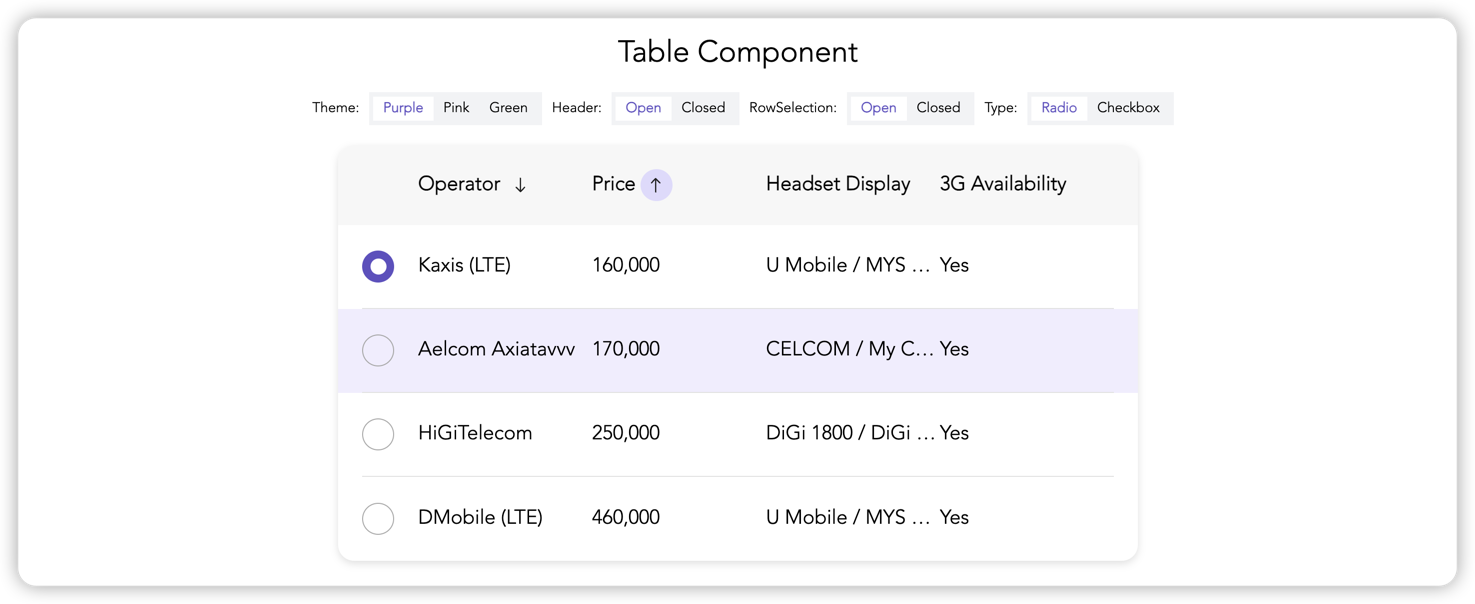 Table Component
Theme: Purple Pink Green Header: Open Closed RowSelection: Open Closed Type: Radio Checkbox
Operator ↓ Price ↑ Headset Display 3G Availability
Kaxis (LTE) 160,000 U Mobile / MYS ... Yes
Aelcom Axiatavvv 170,000 CELCOM / My C... Yes
HiGiTelecom 250,000 DiGi 1800 / DiGi ... Yes
DMobile (LTE) 460,000 U Mobile / MYS ... Yes